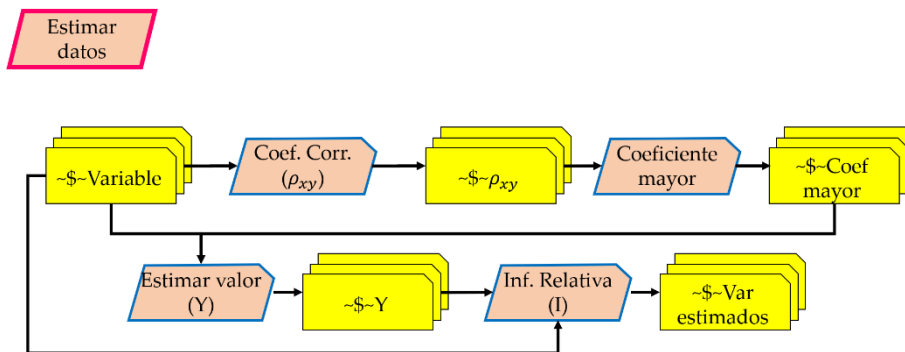 Estimar
datos
~$~Variable
Coef. Corr.
(ρxy)
~$~ρxy
Coeficiente
mayor
~$~Coef
mayor
Estimar valor
(Y)
~$~Y
Inf. Relativa
(I)
~$~Var
estimados